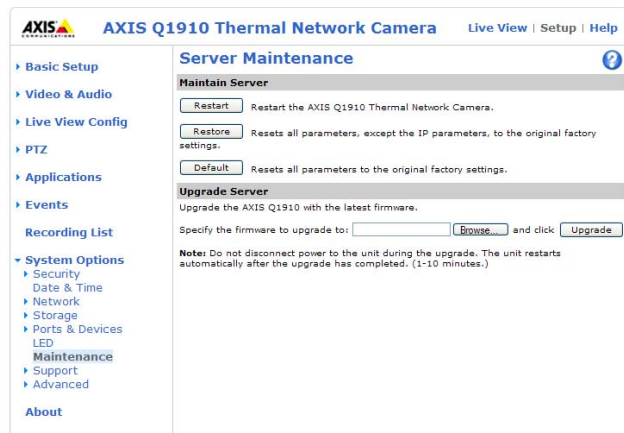 AXIS
COMMUNICATIONS
AXIS Q1910 Thermal Network Camera
Live View | Setup | Help
Basic Setup
Video & Audio
Live View Config
PTZ
Applications
Events
Recording List
System Options
Security
Date & Time
Network
Storage
Ports & Devices
LED
Maintenance
Support
Advanced
About
Server Maintenance
?
Maintain Server
Restart Restart the AXIS Q1910 Thermal Network Camera.
Restore Resets all parameters, except the IP parameters, to the original factory
settings.
Default Resets all parameters to the original factory settings.
Upgrade Server
Upgrade the AXIS Q1910 with the latest firmware.
Specify the firmware to upgrade to: Browse... and click Upgrade
Note: Do not disconnect power to the unit during the upgrade. The unit restarts
automatically after the upgrade has completed. (1-10 minutes.)